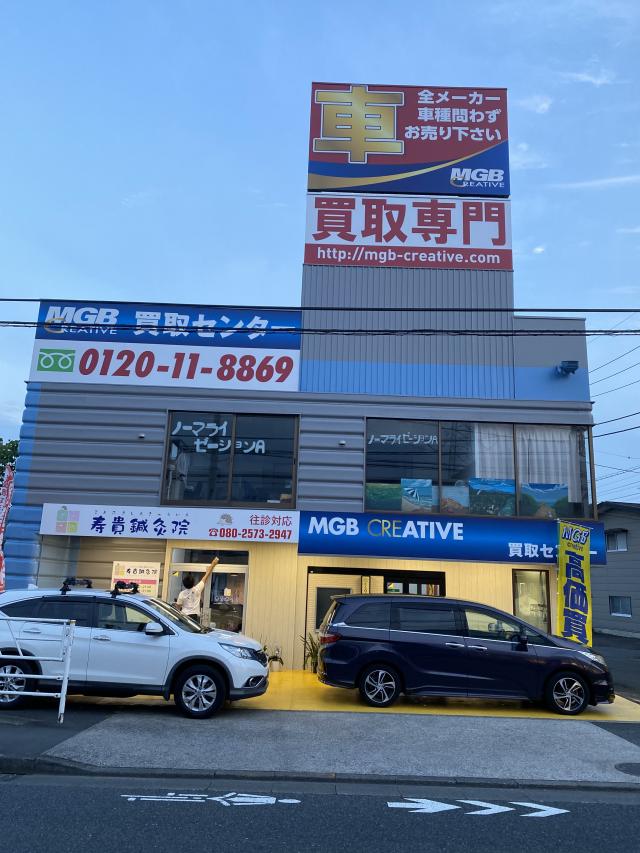 車
全メーカー
車種問わず
お売り下さい
MGB
CREATIVE
買取専門
http://mgb-creative.com
MGB
CREATIVE
買取センター
0120-11-8869
ノーマライ
ゼーションA
ノーマライゼーションA
寿貴鍼灸院
往診対応
☎080-2573-2947
MGB CREATIVE
買取セン
MGB
高価買